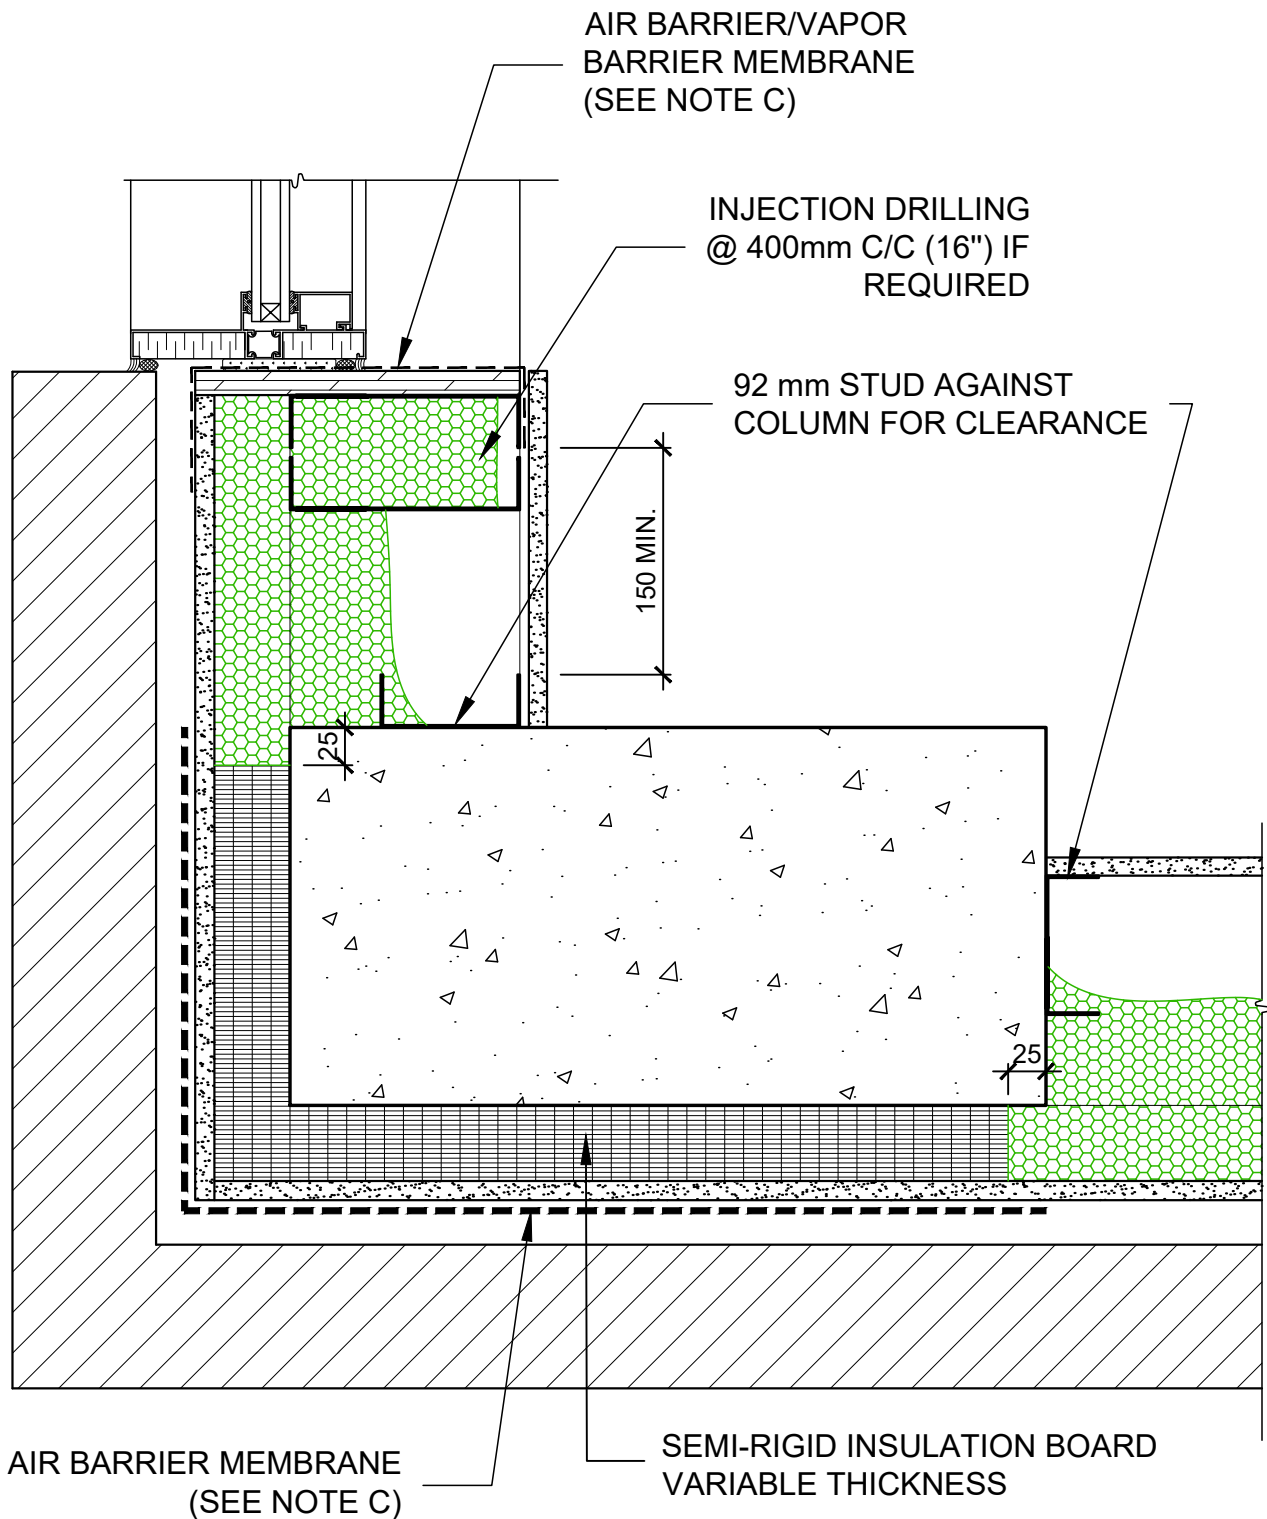 AIR BARRIER/VAPOR
BARRIER MEMBRANE
(SEE NOTE C)
INJECTION DRILLING
@ 400mm C/C (16") IF
REQUIRED
92 mm STUD AGAINST
COLUMN FOR CLEARANCE
150 MIN.
25
25
SEMI-RIGID INSULATION BOARD
VARIABLE THICKNESS
AIR BARRIER MEMBRANE
(SEE NOTE C)